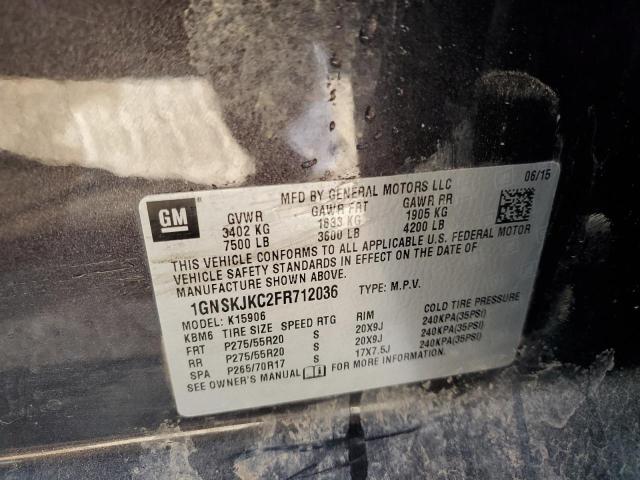 MFD BY GENERAL MOTORS LLC 06/15
GM
GVWR GAWR FRT GAWR RR
3402 KG 1633 KG 1905 KG
7500 LB 3600 LB 4200 LB
THIS VEHICLE CONFORMS TO ALL APPLICABLE U.S. FEDERAL MOTOR
VEHICLE SAFETY STANDARDS IN EFFECT ON THE DATE OF
MANUFACTURE SHOWN ABOVE.
1GNSKJKC2FR712036 TYPE: M.P.V.
MODEL: K15906
KBM6 TIRE SIZE SPEED RTG RIM COLD TIRE PRESSURE
FRT P275/55R20 S 20X9J 240KPA(35PSI)
RR P275/55R20 S 20X9J 240KPA(35PSI)
SPA P265/70R17 S 17X7.5J 240KPA(35PSI)
SEE OWNER'S MANUAL FOR MORE INFORMATION.